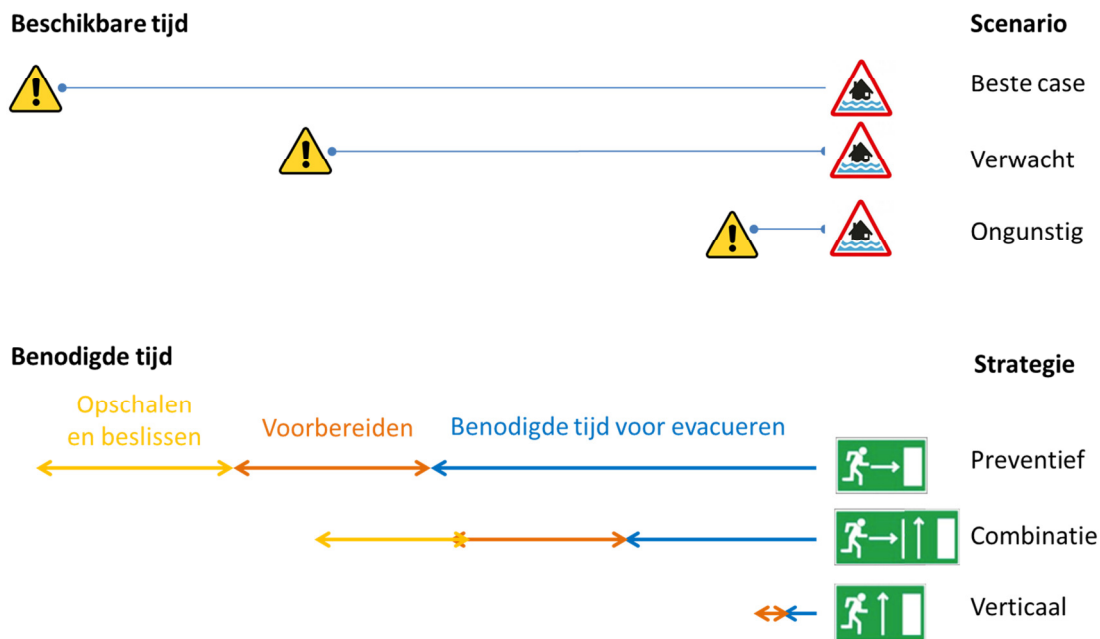 Beschikbare tijd
Scenario
Beste case
Verwacht
Ongunstig
Benodigde tijd
Strategie
Opschalen
en beslissen
Voorbereiden
Benodigde tijd voor evacueren
Preventief
Combinatie
Verticaal